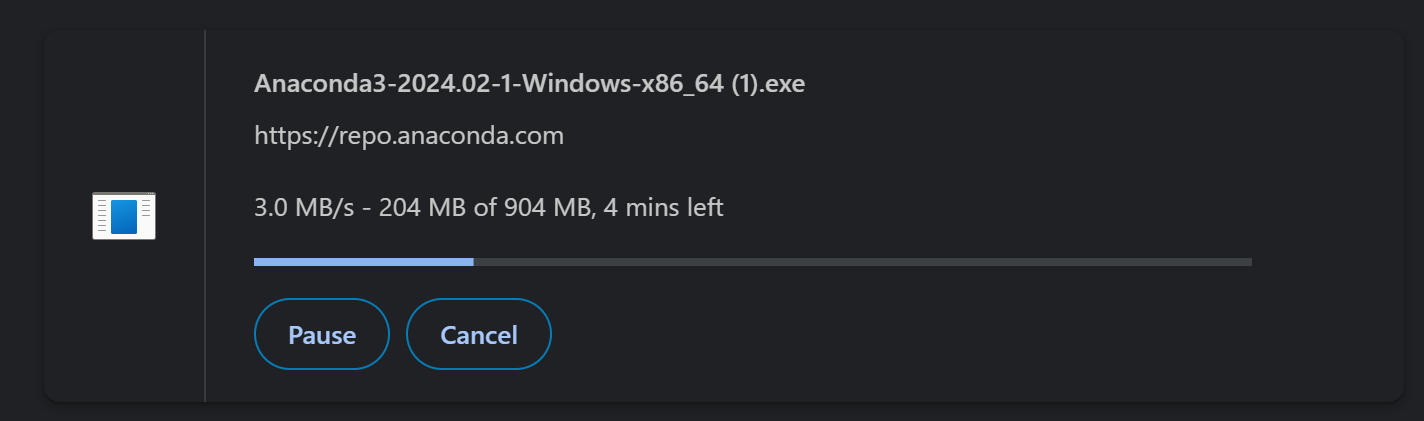 Anaconda3-2024.02-1-Windows-x86_64 (1).exe
https://repo.anaconda.com
3.0 MB/s - 204 MB of 904 MB, 4 mins left
Pause Cancel